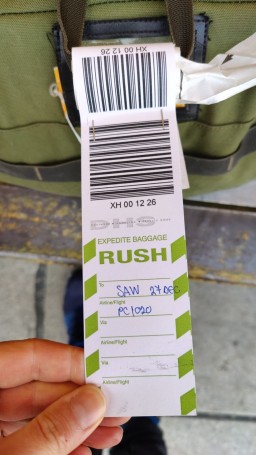 XH 00 12 26
XH 00 12 26
DHS
EXPEDITE BAGGAGE
RUSH
To
SAW 27 DEC
Airline/Flight
PC 1020
Via
Airline/Flight
Via
Airline/Flight